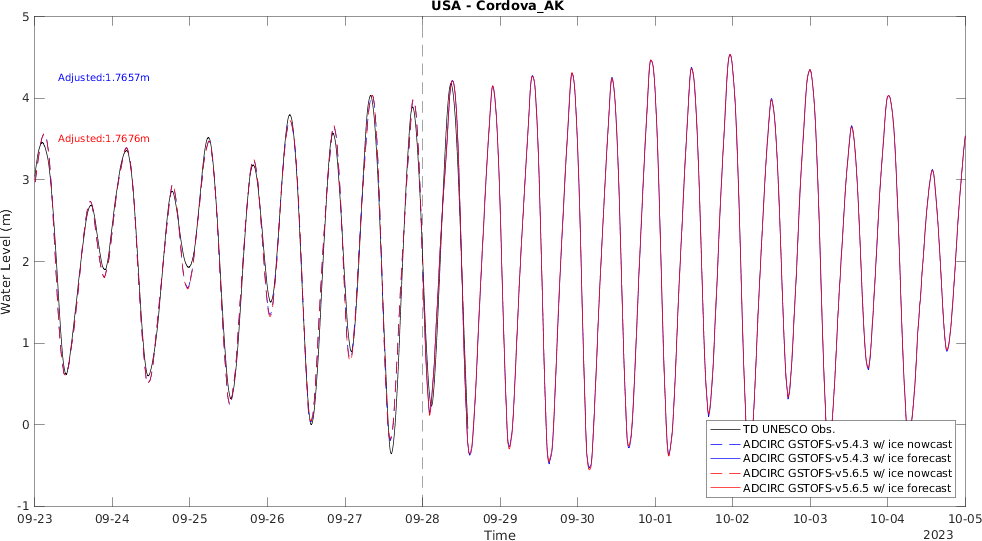 USA - Cordova_AK
5
4
3
2
1
0
-1
Water Level (m)
Adjusted:1.7657m
Adjusted:1.7676m
TD UNESCO Obs.
ADCIRC GSTOFS-v5.4.3 w/ ice nowcast
ADCIRC GSTOFS-v5.4.3 w/ ice forecast
ADCIRC GSTOFS-v5.6.5 w/ ice nowcast
ADCIRC GSTOFS-v5.6.5 w/ ice forecast
09-23 09-24 09-25 09-26 09-27 09-28 09-29 09-30 10-01 10-02 10-03 10-04 10-05
Time
2023